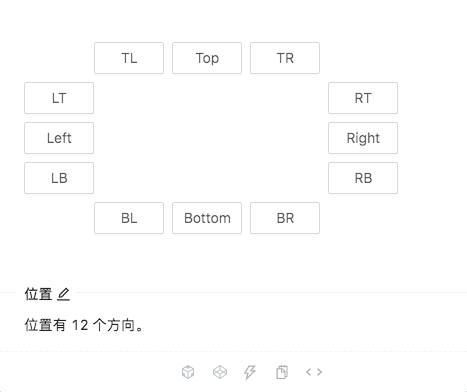 TL Top TR
LT RT
Left Right
LB RB
BL Bottom BR
位置
位置有 12 个方向。